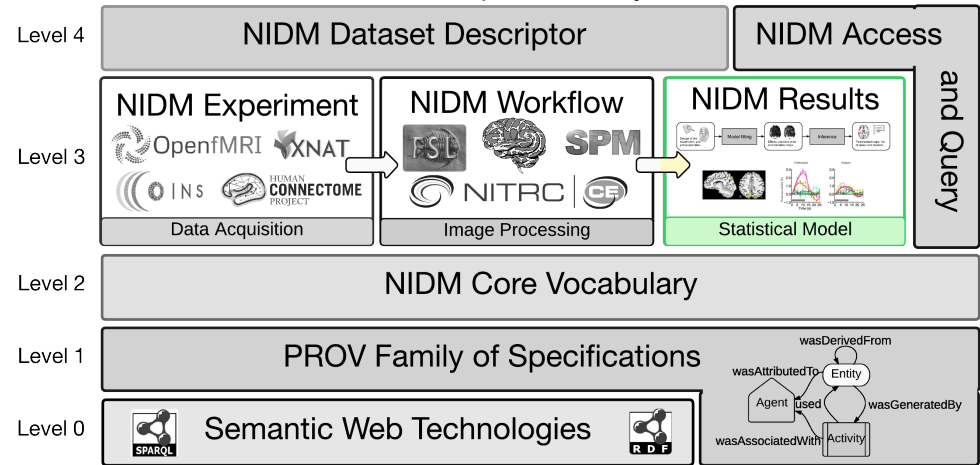 Level 4
NIDM Dataset Descriptor
NIDM Access
and Query
Level 3
NIDM Experiment
OpenfMRI
XNAT
COINS
HUMAN
CONNECTOME
PROJECT
Data Acquisition
NIDM Workflow
FSL
SPM
NITRC
CE
Image Processing
NIDM Results
Model fitting
Inference
Time (s)
Statistical Model
Level 2
NIDM Core Vocabulary
Level 1
PROV Family of Specifications
wasDerivedFrom
wasAttributedTo
Entity
Agent
used
wasGeneratedBy
wasAssociatedWith
Activity
Level 0
SPARQL
Semantic Web Technologies
RDF